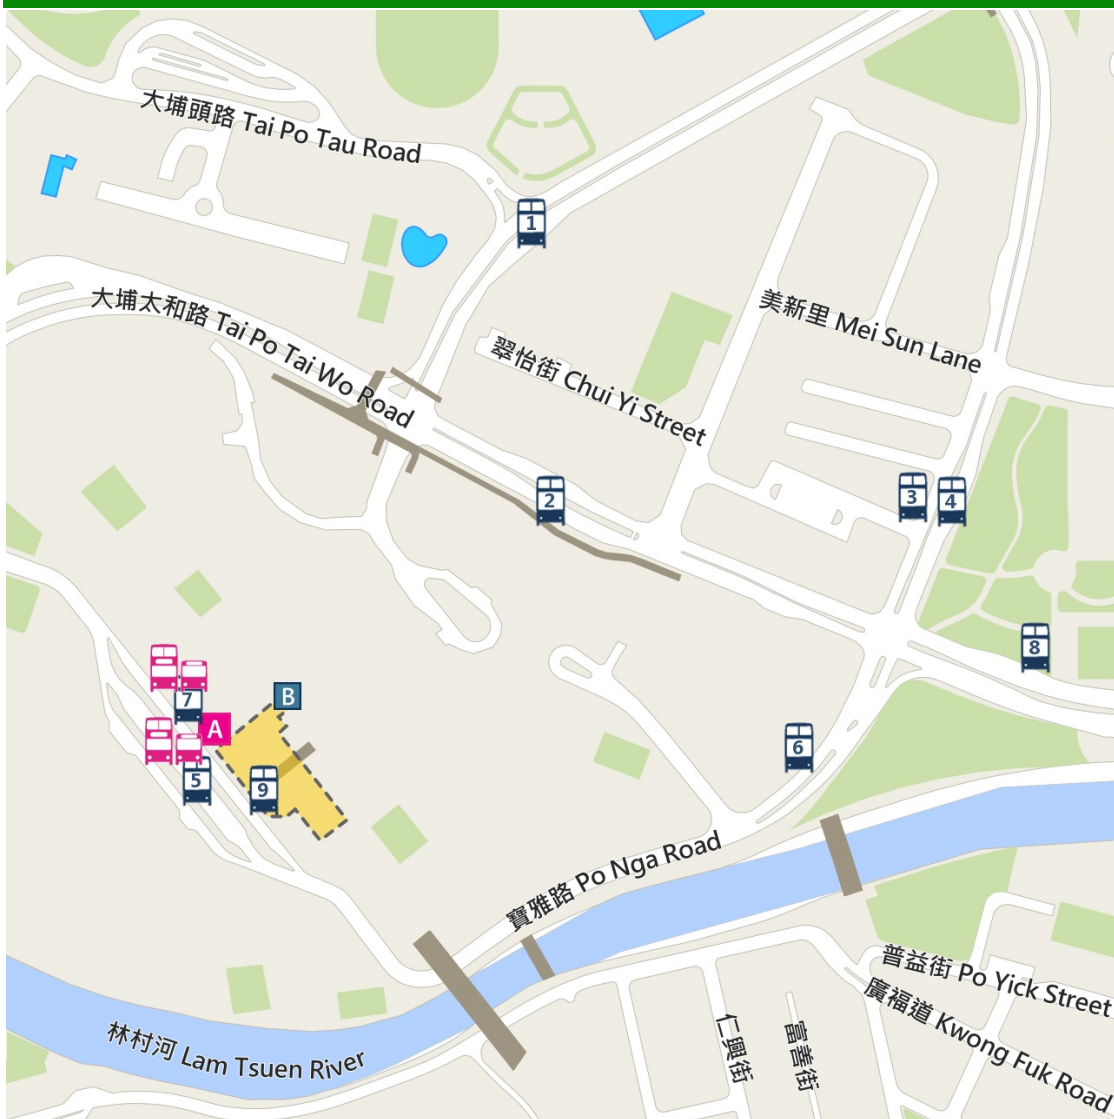 大埔頭路 Tai Po Tau Road
1
大埔太和路 Tai Po Tai Wo Road
美新里 Mei Sun Lane
翠怡街 Chui Yi Street
2
3
4
8
7
B
A
6
5
9
寶雅路 Po Nga Road
普益街 Po Yick Street
廣福道 Kwong Fuk Road
仁興街
富善街
林村河 Lam Tsuen River